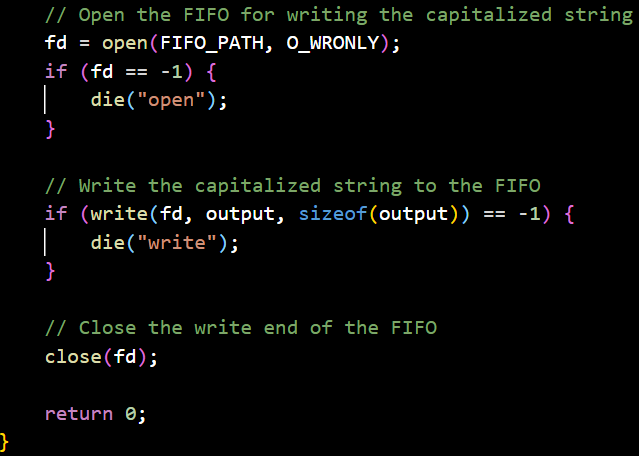 // Open the FIFO for writing the capitalized string
fd = open(FIFO_PATH, O_WRONLY);
if (fd == -1) {
die("open");
}
// Write the capitalized string to the FIFO
if (write(fd, output, sizeof(output)) == -1) {
die("write");
}
// Close the write end of the FIFO
close(fd);
return 0;
}